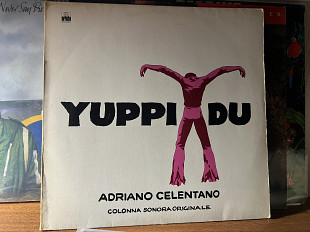 YUPPI DU
ADRIANO CELENTANO
COLONNA SONORA ORIGINALE